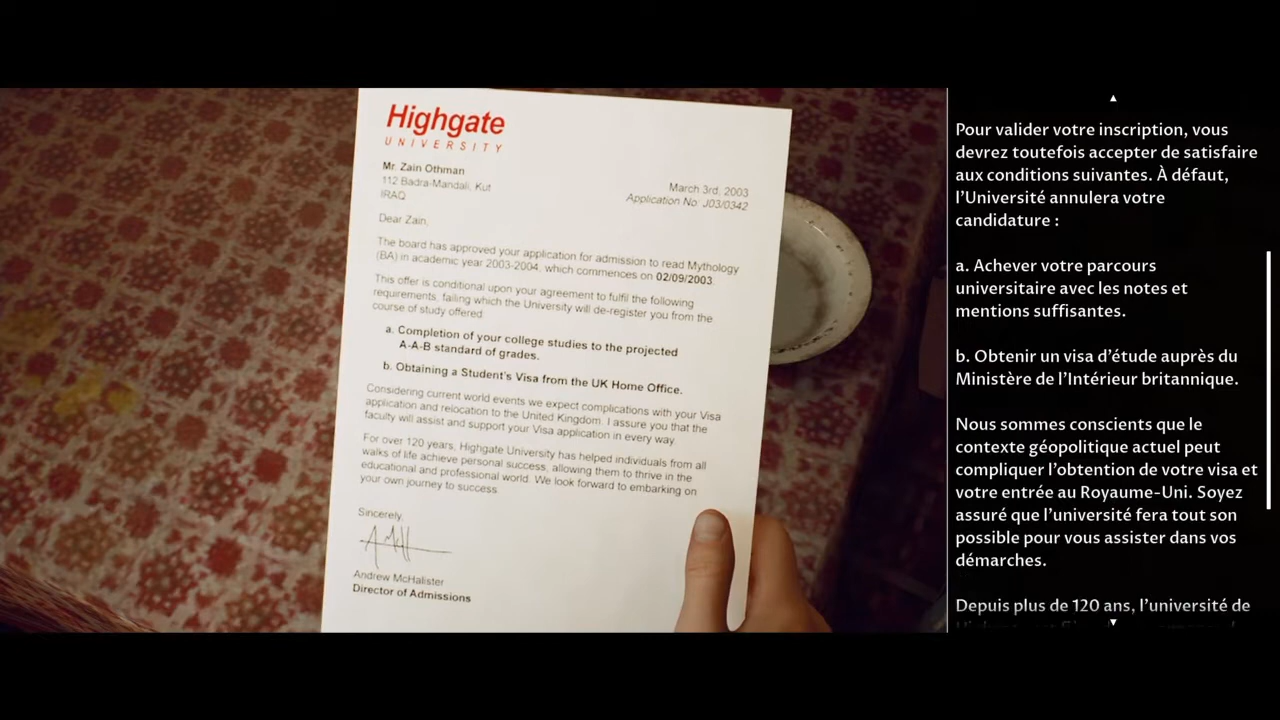 Highgate
UNIVERSITY
Mr. Zain Othman
112 Badra-Mandali, Kut
IRAQ
March 3rd, 2003
Application No. J03/0342
Dear Zain,
The board has approved your application for admission to read Mythology
(BA) in academic year 2003-2004, which commences on 02/09/2003.
This offer is conditional upon your agreement to fulfil the following
requirements, failing which the University will de-register you from the
course of study offered:
a. Completion of your college studies to the projected
A-A-B standard of grades.
b. Obtaining a Student's Visa from the UK Home Office.
Considering current world events we expect complications with your Visa
application and relocation to the United Kingdom. I assure you that the
faculty will assist and support your Visa application in every way.
For over 120 years, Highgate University has helped individuals from all
walks of life achieve personal success, allowing them to thrive in the
educational and professional world. We look forward to embarking on
your own journey to success.
Sincerely,
Andrew McHalister
Director of Admissions
Pour valider votre inscription, vous
devrez toutefois accepter de satisfaire
aux conditions suivantes. À défaut,
l'Université annulera votre
candidature :
a. Achever votre parcours
universitaire avec les notes et
mentions suffisantes.
b. Obtenir un visa d'étude auprès du
Ministère de l'Intérieur britannique.
Nous sommes conscients que le
contexte géopolitique actuel peut
compliquer l'obtention de votre visa et
votre entrée au Royaume-Uni. Soyez
assuré que l'université fera tout son
possible pour vous assister dans vos
démarches.
Depuis plus de 120 ans, l'université de